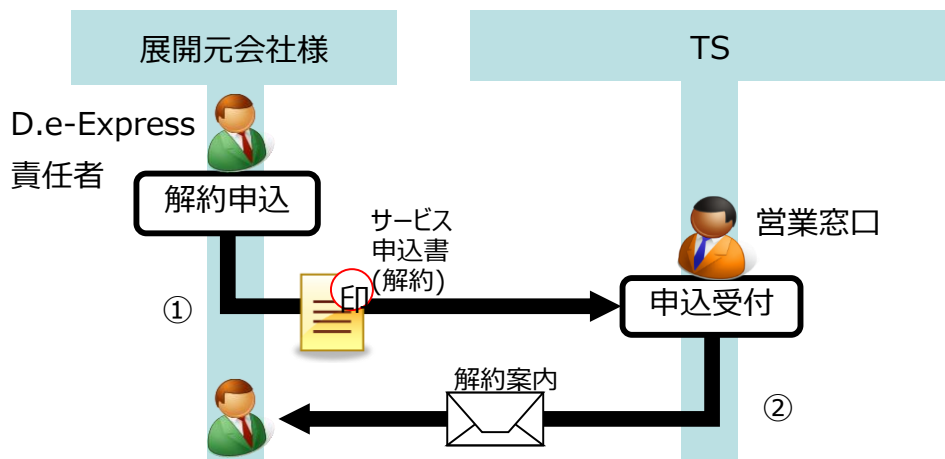 展開元会社様
TS
D.e-Express
責任者
解約申込
営業窓口
サービス
申込書
(解約)
印
①
申込受付
解約案内
②